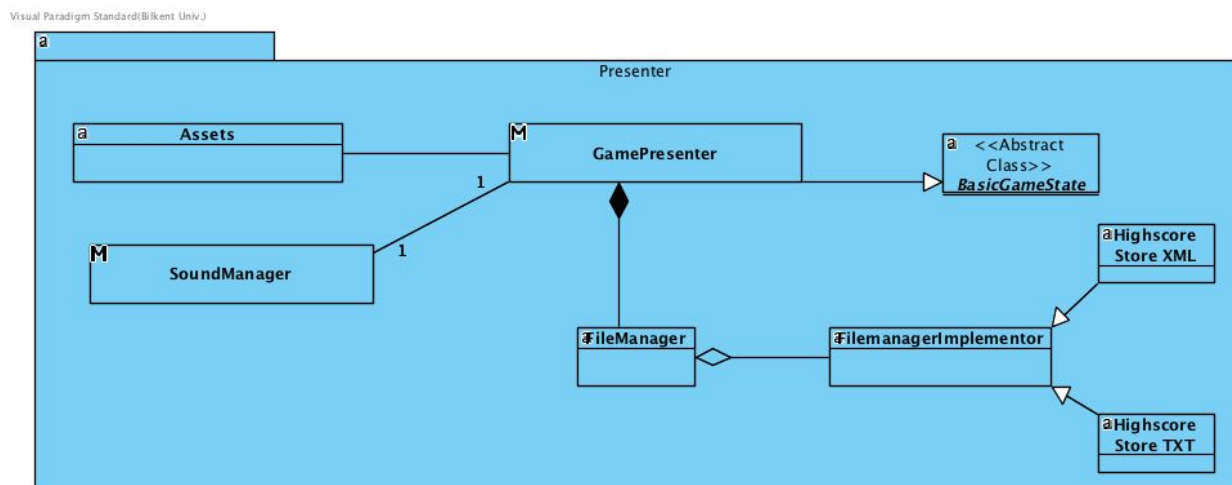 Visual Paradigm Standard(Bilkent Univ.)
a
Presenter
a
Assets
M
GamePresenter
a
<<Abstract
Class>>
BasicGameState
1
1
M
SoundManager
a
Highscore
Store XML
a
FileManager
a
FilemanagerImplementor
a
Highscore
Store TXT